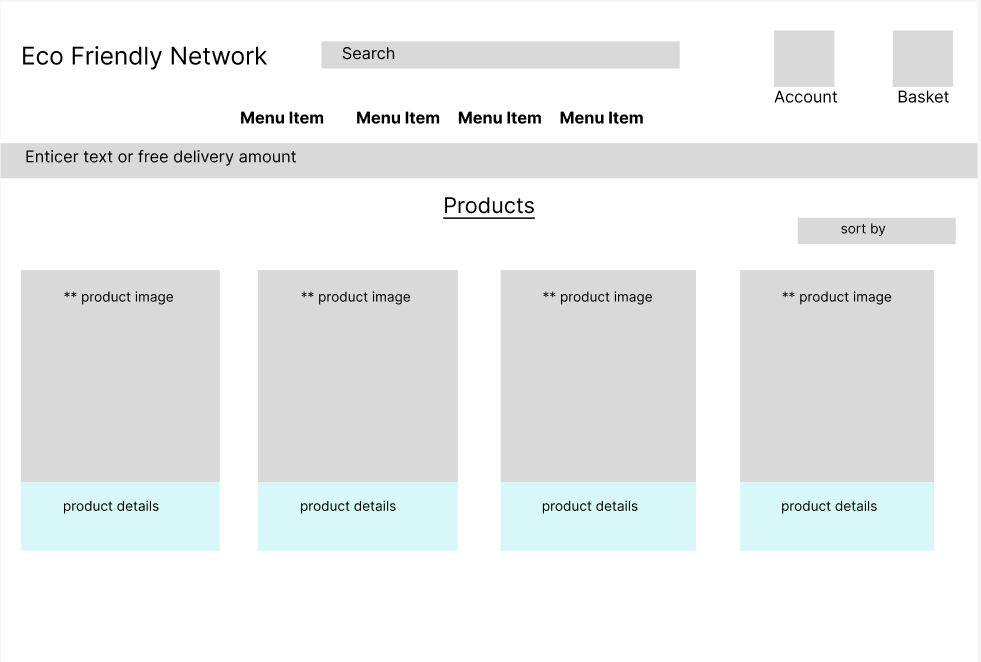 Eco Friendly Network
Search
Account
Basket
Menu Item Menu Item Menu Item Menu Item
Enticer text or free delivery amount
Products
sort by
** product image
** product image
** product image
** product image
product details
product details
product details
product details